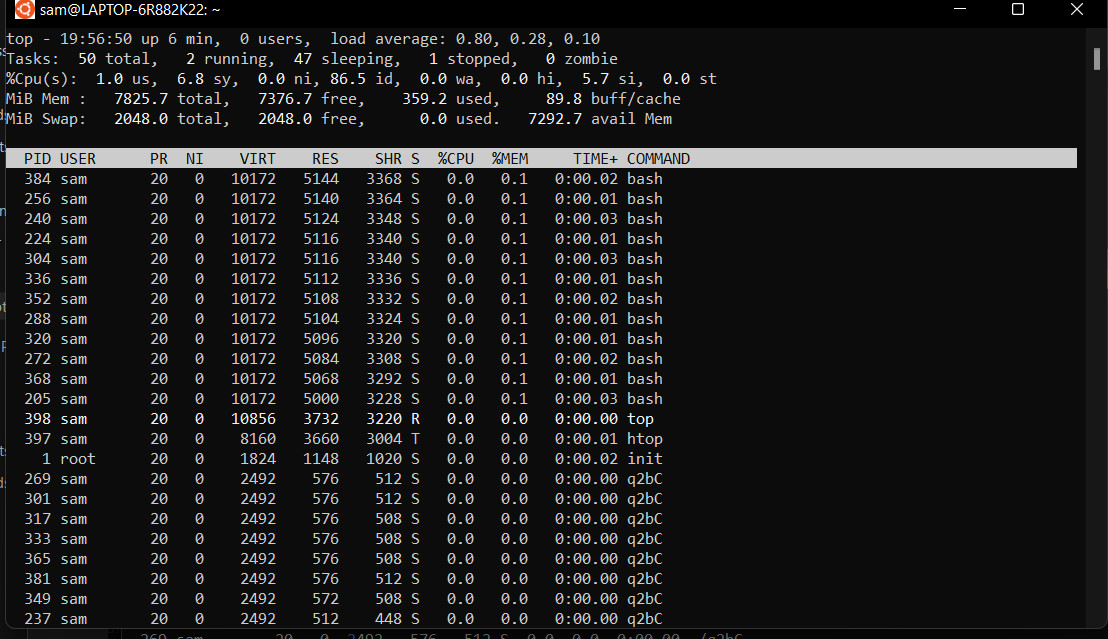 sam@LAPTOP-6R882K22: ~
top - 19:56:50 up 6 min,  0 users,  load average: 0.80, 0.28, 0.10
Tasks:  50 total,   2 running,  47 sleeping,   1 stopped,   0 zombie
%Cpu(s):  1.0 us,  6.8 sy,  0.0 ni, 86.5 id,  0.0 wa,  0.0 hi,  5.7 si,  0.0 st
MiB Mem :   7825.7 total,   7376.7 free,    359.2 used,     89.8 buff/cache
MiB Swap:   2048.0 total,   2048.0 free,      0.0 used.   7292.7 avail Mem
PID USER      PR  NI    VIRT    RES    SHR S  %CPU  %MEM     TIME+ COMMAND
384 sam       20   0   10172   5144   3368 S   0.0   0.1   0:00.02 bash
256 sam       20   0   10172   5140   3364 S   0.0   0.1   0:00.01 bash
240 sam       20   0   10172   5124   3348 S   0.0   0.1   0:00.03 bash
224 sam       20   0   10172   5116   3340 S   0.0   0.1   0:00.01 bash
304 sam       20   0   10172   5116   3340 S   0.0   0.1   0:00.03 bash
336 sam       20   0   10172   5112   3336 S   0.0   0.1   0:00.01 bash
352 sam       20   0   10172   5108   3332 S   0.0   0.1   0:00.02 bash
288 sam       20   0   10172   5104   3324 S   0.0   0.1   0:00.01 bash
320 sam       20   0   10172   5096   3320 S   0.0   0.1   0:00.01 bash
272 sam       20   0   10172   5084   3308 S   0.0   0.1   0:00.02 bash
368 sam       20   0   10172   5068   3292 S   0.0   0.1   0:00.01 bash
205 sam       20   0   10172   5000   3228 S   0.0   0.1   0:00.03 bash
398 sam       20   0   10856   3732   3220 R   0.0   0.0   0:00.00 top
397 sam       20   0    8160   3660   3004 T   0.0   0.0   0:00.01 htop
1 root      20   0    1824   1148   1020 S   0.0   0.0   0:00.02 init
269 sam       20   0    2492    576    512 S   0.0   0.0   0:00.00 q2bC
301 sam       20   0    2492    576    512 S   0.0   0.0   0:00.00 q2bC
317 sam       20   0    2492    576    508 S   0.0   0.0   0:00.00 q2bC
333 sam       20   0    2492    576    508 S   0.0   0.0   0:00.00 q2bC
365 sam       20   0    2492    576    508 S   0.0   0.0   0:00.00 q2bC
381 sam       20   0    2492    576    512 S   0.0   0.0   0:00.00 q2bC
349 sam       20   0    2492    572    508 S   0.0   0.0   0:00.00 q2bC
237 sam       20   0    2492    512    448 S   0.0   0.0   0:00.00 q2bC